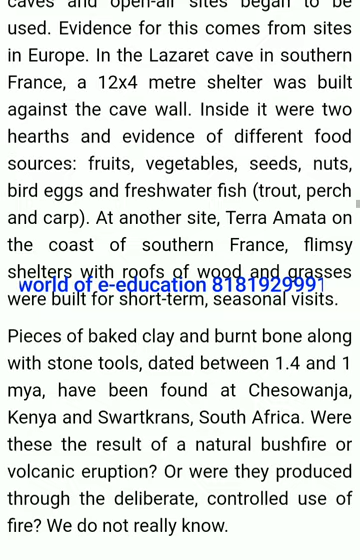 caves and open-air sites began to be
used. Evidence for this comes from sites
in Europe. In the Lazaret cave in southern
France, a 12x4 metre shelter was built
against the cave wall. Inside it were two
hearths and evidence of different food
sources: fruits, vegetables, seeds, nuts,
bird eggs and freshwater fish (trout, perch
and carp). At another site, Terra Amata on
the coast of southern France, flimsy
shelters with roofs of wood and grasses
world of e-education 8181929991
were built for short-term, seasonal visits.
Pieces of baked clay and burnt bone along
with stone tools, dated between 1.4 and 1
mya, have been found at Chesowanja,
Kenya and Swartkrans, South Africa. Were
these the result of a natural bushfire or
volcanic eruption? Or were they produced
through the deliberate, controlled use of
fire? We do not really know.